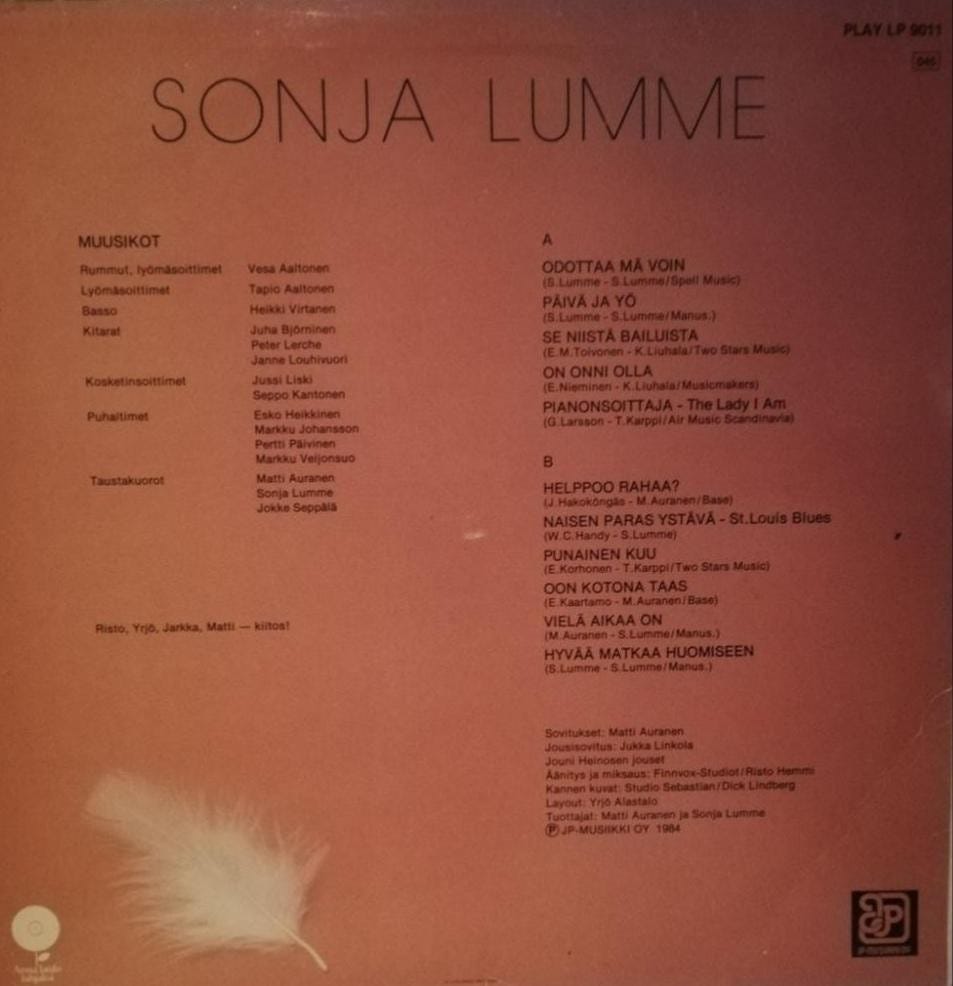 PLAY LP 9011
SONJA LUMME
MUUSIKOT
Rummut, lyömäsoittimet Vesa Aaltonen
Lyömäsoittimet Tapio Aaltonen
Basso Heikki Virtanen
Kitarat Juha Björninen
Peter Lerche
Janne Louhivuori
Kosketinsoittimet Jussi Liski
Seppo Kantonen
Puhaltimet Esko Heikkinen
Markku Johansson
Pertti Päivinen
Markku Veijonsuo
Taustakuorot Matti Auranen
Sonja Lumme
Jokke Seppälä
Risto, Yrjö, Jarkka, Matti — kiitos!
A
ODOTTAA MÄ VOIN
(S.Lumme - S.Lumme/Spell Music)
PÄIVÄ JA YÖ
(S.Lumme - S.Lumme/Manus.)
SE NIISTÄ BAILUISTA
(E.M.Toivonen - K.Liuhala/Two Stars Music)
ON ONNI OLLA
(E.Nieminen - K.Liuhala/Musicmakers)
PIANONSOITTAJA - The Lady I Am
(G.Larsson - T.Karppi/Air Music Scandinavia)
B
HELPPOO RAHAA?
(J.Hakoköngäs - M.Auranen/Base)
NAISEN PARAS YSTÄVÄ - St.Louis Blues
(W.C.Handy - S.Lumme)
PUNAINEN KUU
(E.Korhonen - T.Karppi/Two Stars Music)
OON KOTONA TAAS
(E.Kaartamo - M.Auranen/Base)
VIELÄ AIKAA ON
(M.Auranen - S.Lumme/Manus.)
HYVÄÄ MATKAA HUOMISEEN
(S.Lumme - S.Lumme/Manus.)
Sovitukset: Matti Auranen
Jousisovitus: Jukka Linkola
Jouni Heinosen jouset
Äänitys ja miksaus: Finnvox-Studiot/Risto Hemmi
Kannen kuvat: Studio Sebastian/Dick Lindberg
Layout: Yrjö Alastalo
Tuottajat: Matti Auranen ja Sonja Lumme
Ⓟ JP-MUSIIKKI OY 1984
JP